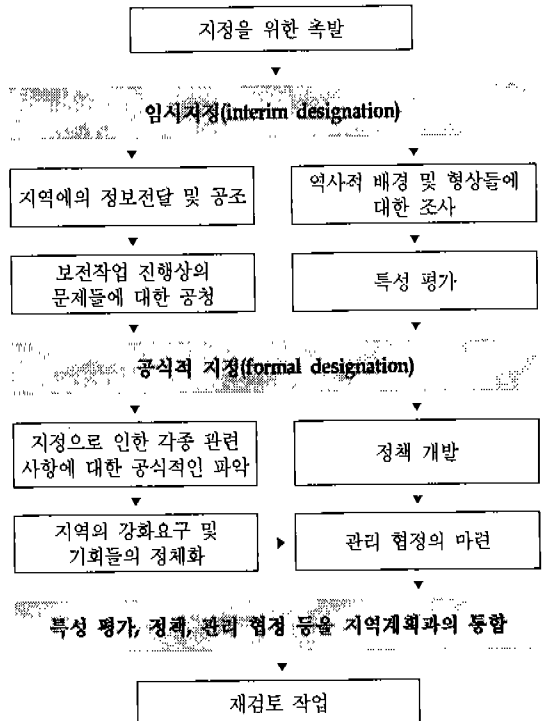 지정을 위한 촉발
임시지정(interim designation)
지역에의 정보전달 및 공조
역사적 배경 및 형상들에
대한 조사
보전작업 진행상의
문제들에 대한 공청
특성 평가
공식적 지정(formal designation)
지정으로 인한 각종 관련
사항에 대한 공식적인 파악
정책 개발
지역의 강화요구 및
기회들의 정체화
관리 협정의 마련
특성 평가, 정책, 관리 협정 등을 지역계획과의 통합
재검토 작업